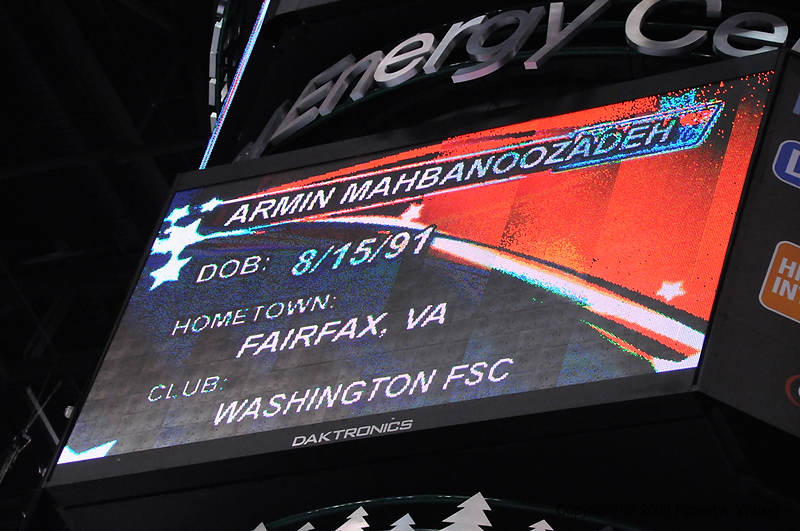 Energy Ce
ARMIN MAHBANOOZADEH
DOB: 8/15/91
HOMETOWN:
FAIRFAX, VA
CLUB:
WASHINGTON FSC
DAKTRONICS